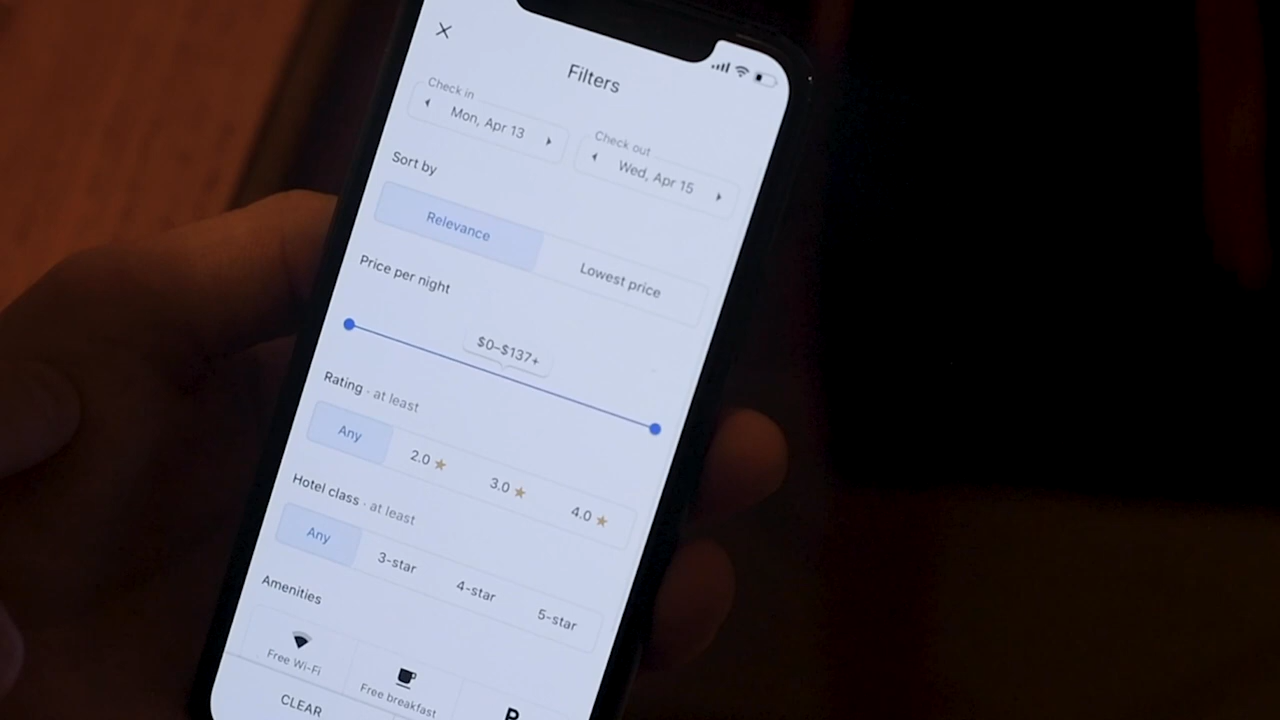 Filters
Check in
Mon, Apr 13
Check out
Wed, Apr 15
Sort by
Relevance
Lowest price
Price per night
$0–$137+
Rating · at least
Any
2.0
3.0
4.0
Hotel class · at least
Any
3-star
4-star
5-star
Amenities
Free Wi-Fi
Free breakfast
P
CLEAR